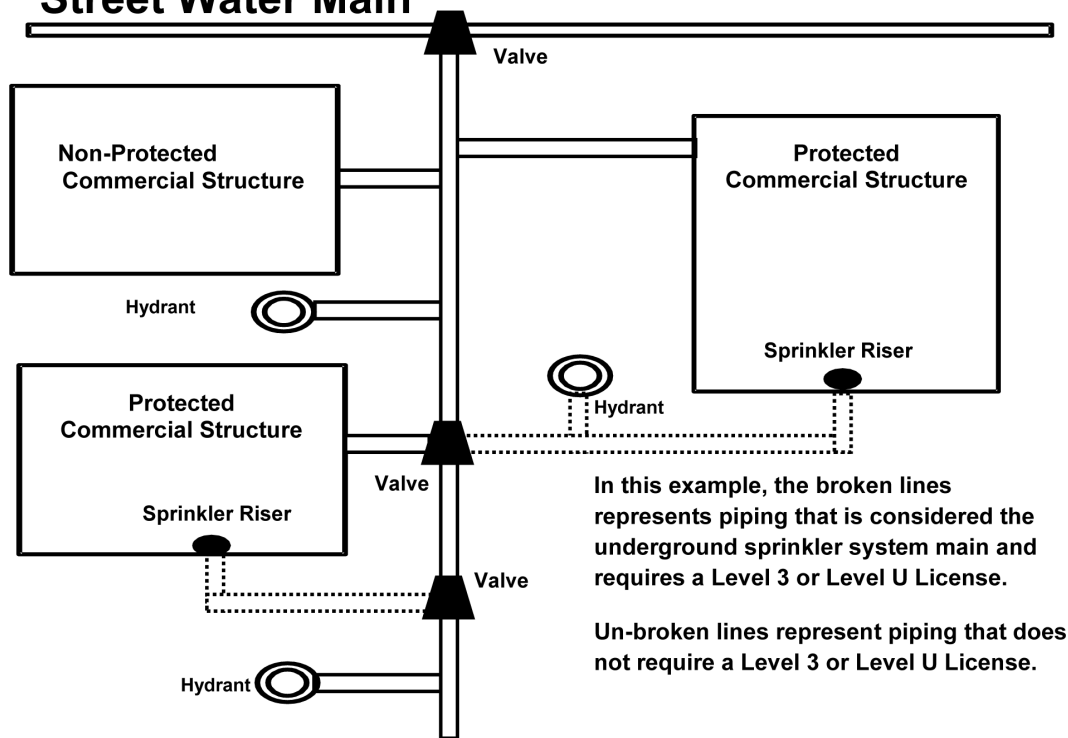 Street Water Main
Valve
Non-Protected
Commercial Structure
Protected
Commercial Structure
Hydrant
Sprinkler Riser
Protected
Commercial Structure
Hydrant
Valve
Sprinkler Riser
In this example, the broken lines
represents piping that is considered the
underground sprinkler system main and
requires a Level 3 or Level U License.
Valve
Un-broken lines represent piping that does
not require a Level 3 or Level U License.
Hydrant